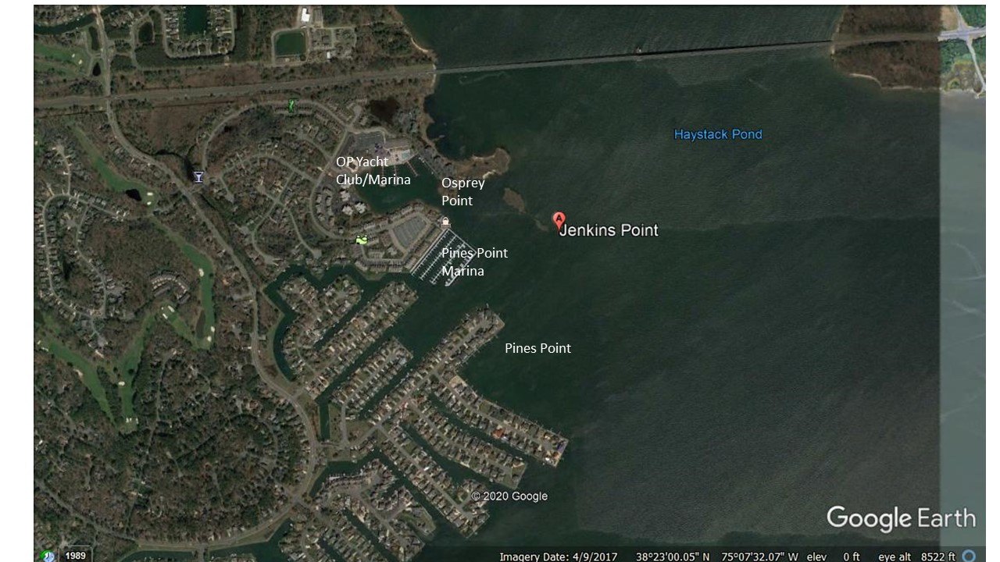 Haystack Pond
OP Yacht
Club/Marina
Osprey
Point
A
Jenkins Point
Pines Point
Marina
Pines Point
© 2020 Google
Google Earth
1989
Imagery Date: 4/9/2017 38°23'00.05" N 75°07'32.07" W elev 0 ft eye alt 8522 ft